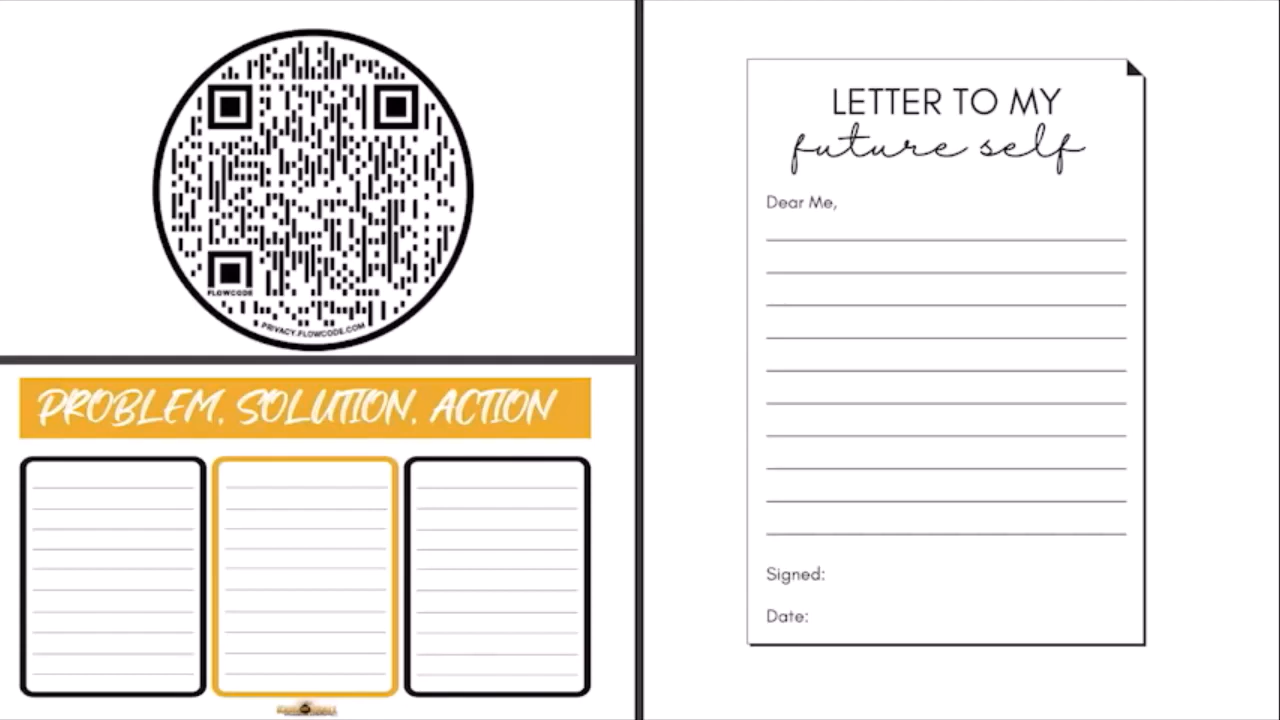 FLOWCODE
PRIVACY.FLOWCODE.COM
PROBLEM, SOLUTION, ACTION
LETTER TO MY
future self
Dear Me,
Signed:
Date: